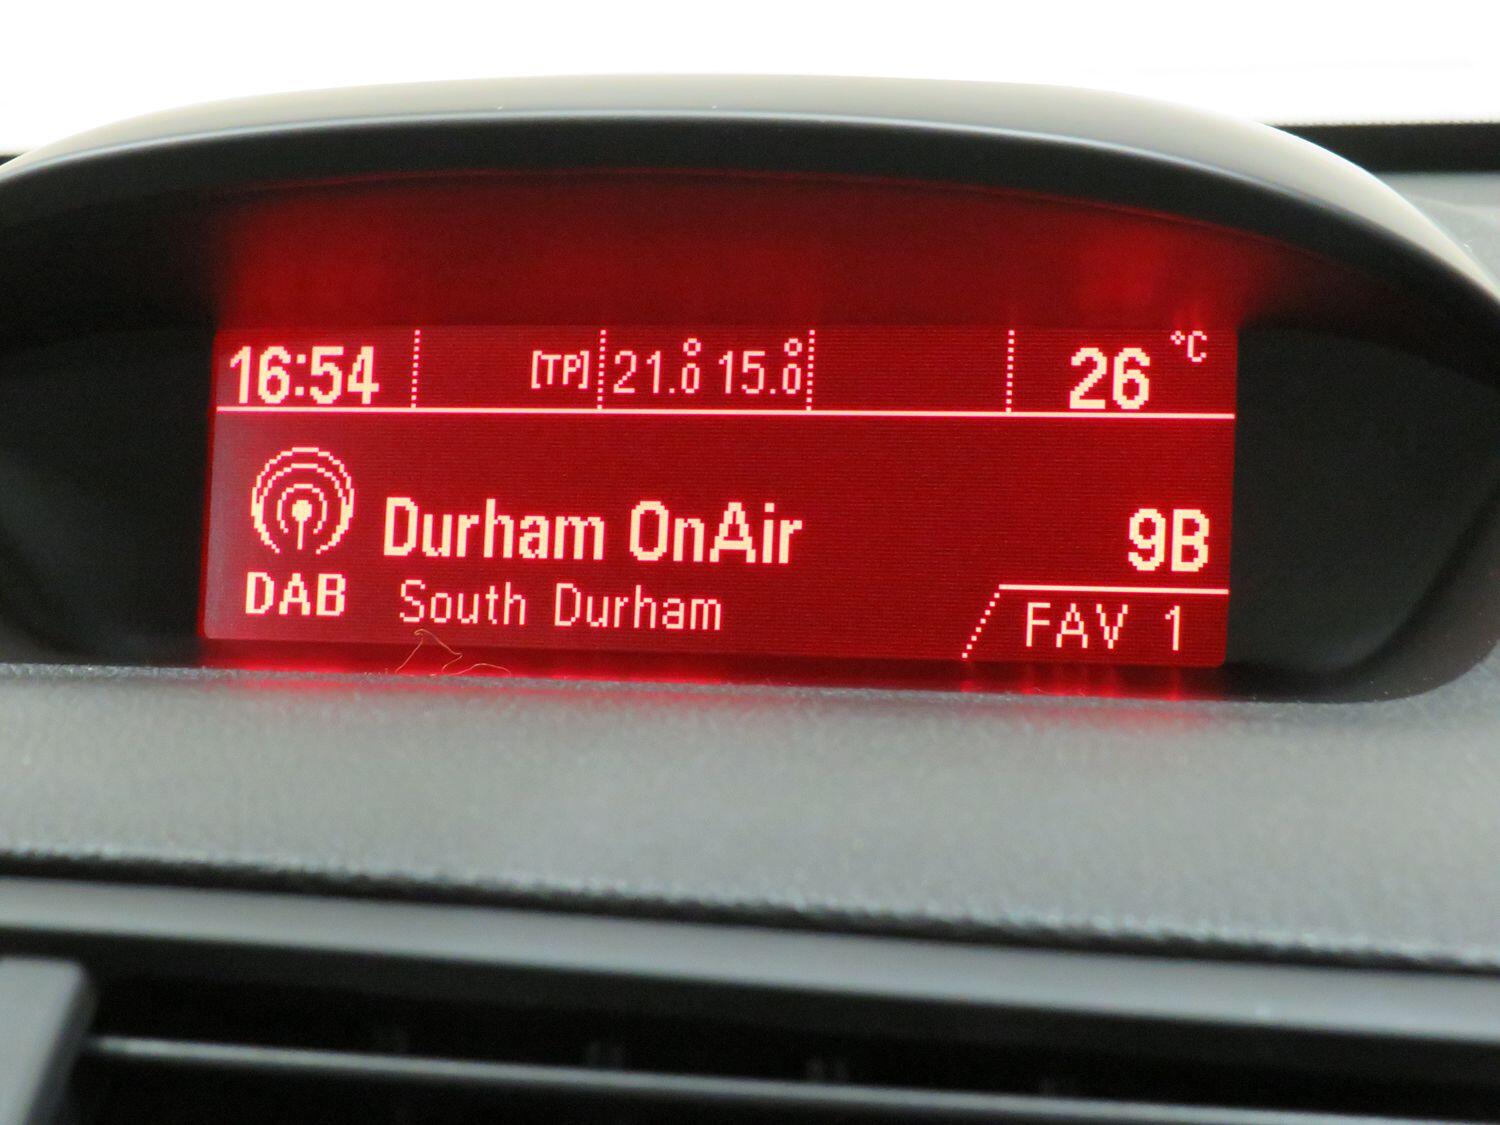 16:54 [TP] 21.0° 15.0° 26 °C
Durham OnAir 9B
DAB South Durham FAV 1